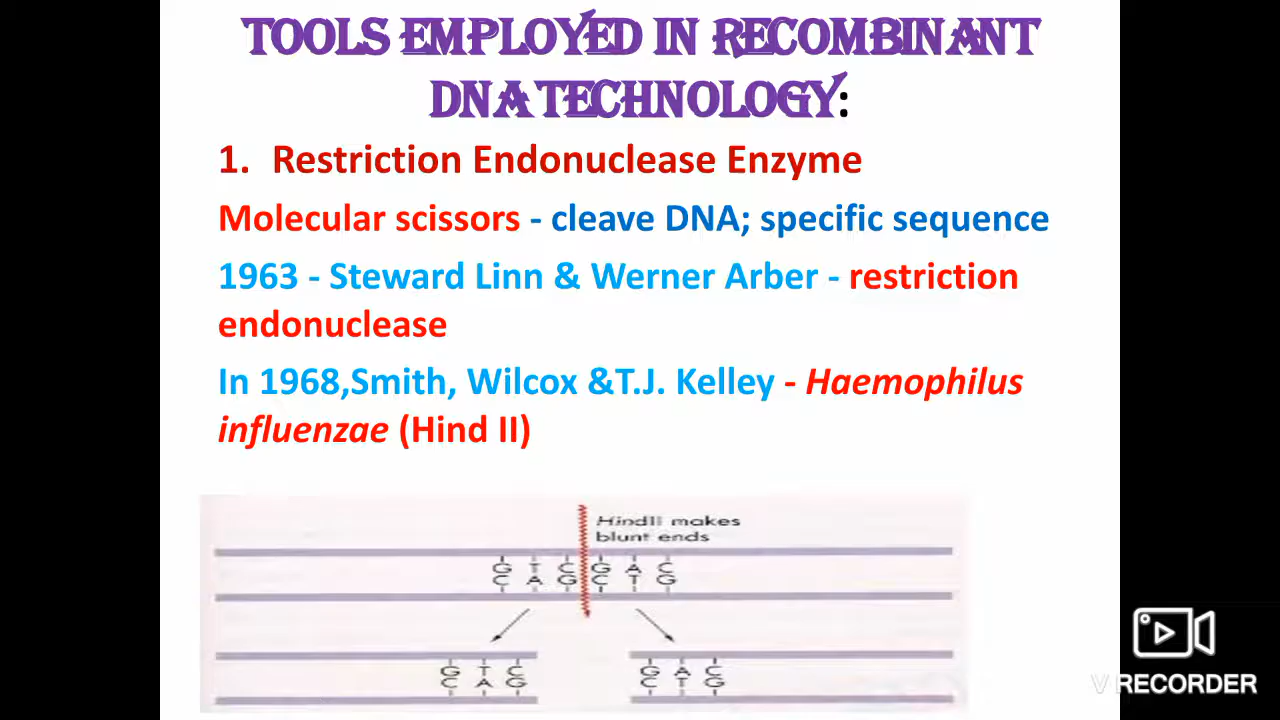 TOOLS EMPLOYED IN RECOMBINANT
DNA TECHNOLOGY:
1. Restriction Endonuclease Enzyme
Molecular scissors - cleave DNA; specific sequence
1963 - Steward Linn & Werner Arber - restriction
endonuclease
In 1968,Smith, Wilcox &T.J. Kelley - Haemophilus
influenzae (Hind II)
HindII makes
blunt ends
G T C G A C
C A G C T G
G T C G A C
C A G C T G
V RECORDER